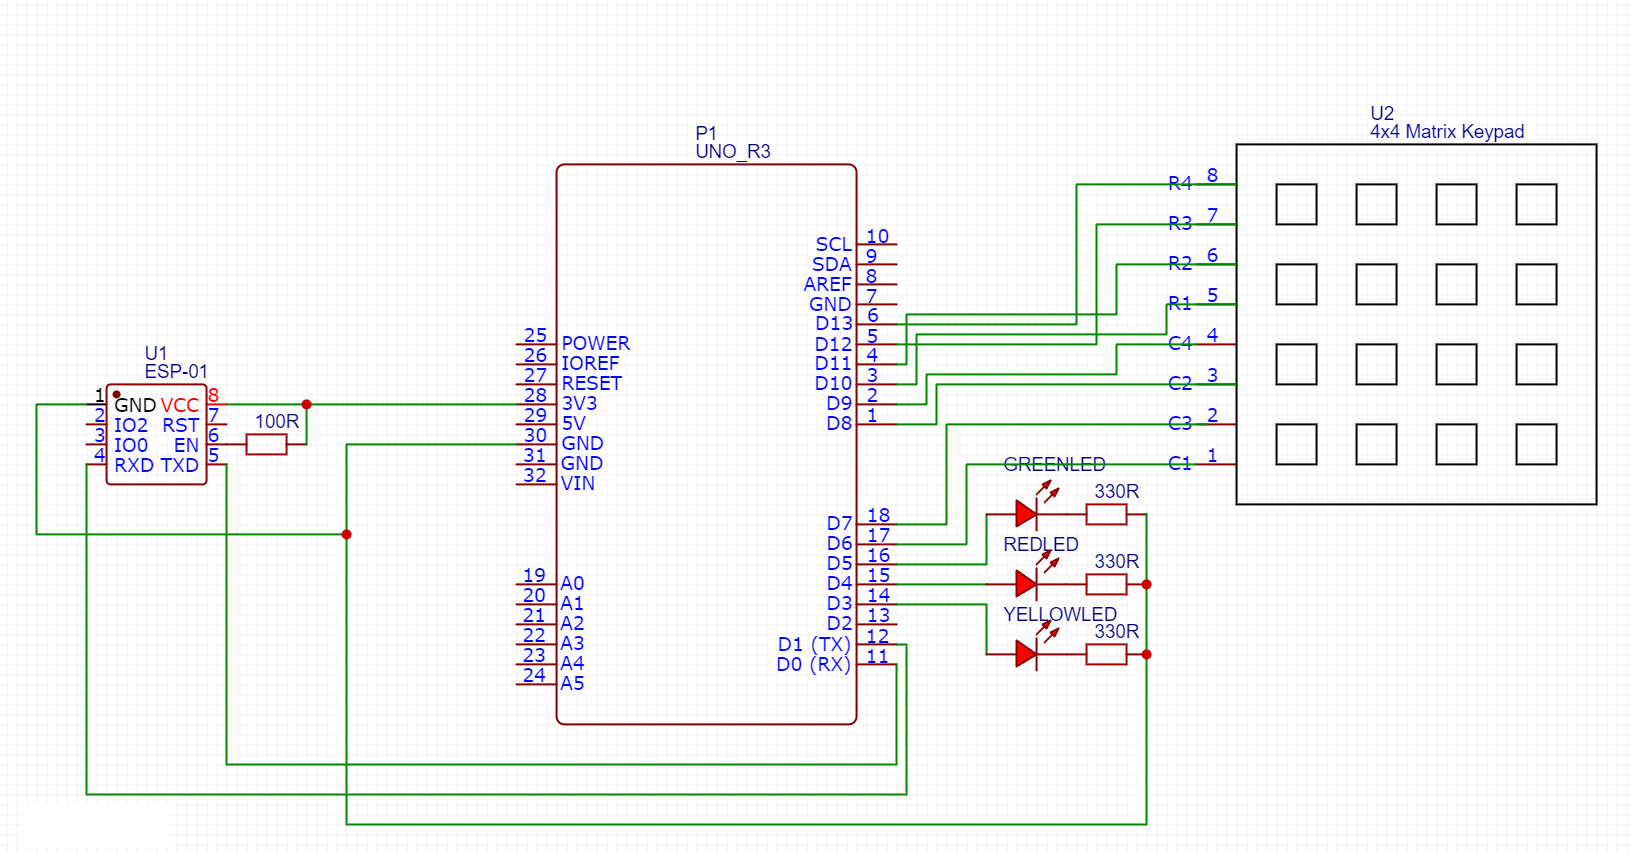 U1
ESP-01
1
GND
VCC
8
2
IO2
RST
7
3
IO0
EN
6
4
RXD
TXD
5
100R
P1
UNO_R3
25
POWER
26
IOREF
27
RESET
28
3V3
29
5V
30
GND
31
GND
32
VIN
19
A0
20
A1
21
A2
22
A3
23
A4
24
A5
SCL
10
SDA
9
AREF
8
GND
7
D13
6
D12
5
D11
4
D10
3
D9
2
D8
1
D7
18
D6
17
D5
16
D4
15
D3
14
D2
13
D1 (TX)
12
D0 (RX)
11
GREENLED
330R
REDLED
330R
YELLOWLED
330R
U2
4x4 Matrix Keypad
R4
8
R3
7
R2
6
R1
5
C4
4
C2
3
C3
2
C1
1